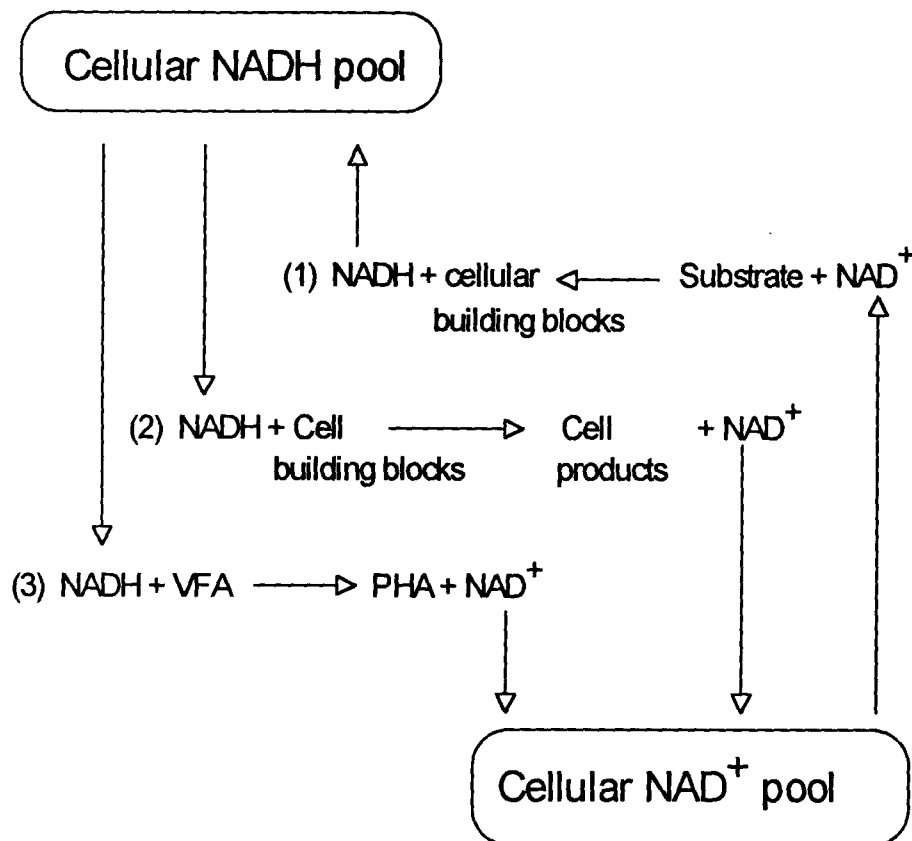 Cellular NADH pool
(1) NADH + cellular building blocks Substrate + NAD+
(2) NADH + Cell building blocks Cell products + NAD+
(3) NADH + VFA PHA + NAD+
Cellular NAD+ pool